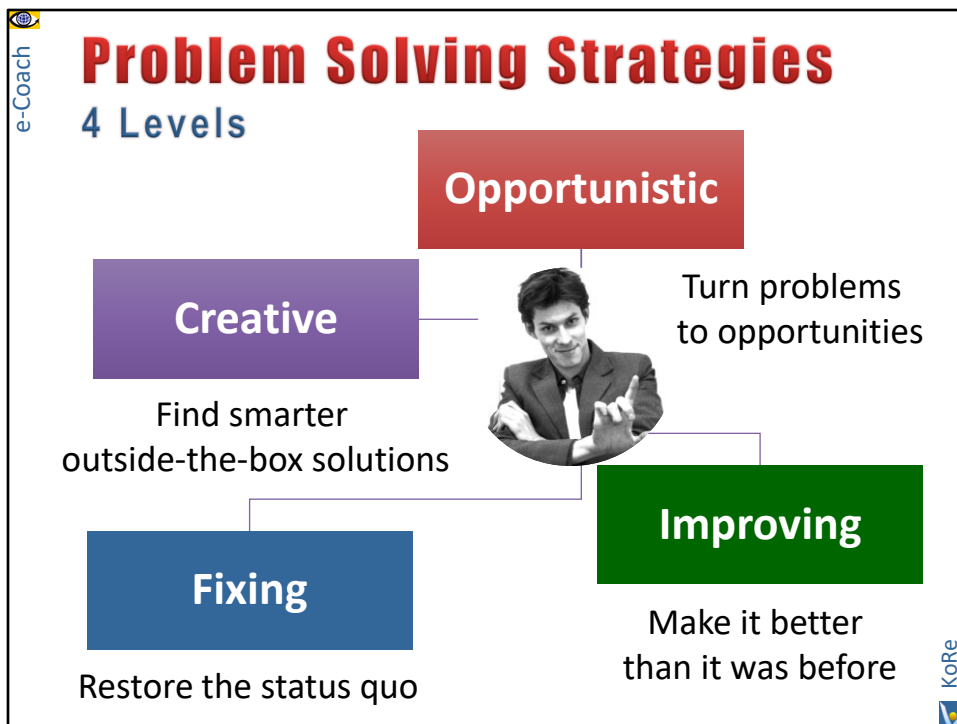 e-Coach
Problem Solving Strategies
4 Levels
Opportunistic
Turn problems
to opportunities
Creative
Find smarter
outside-the-box solutions
Improving
Make it better
than it was before
Fixing
Restore the status quo
KoRe